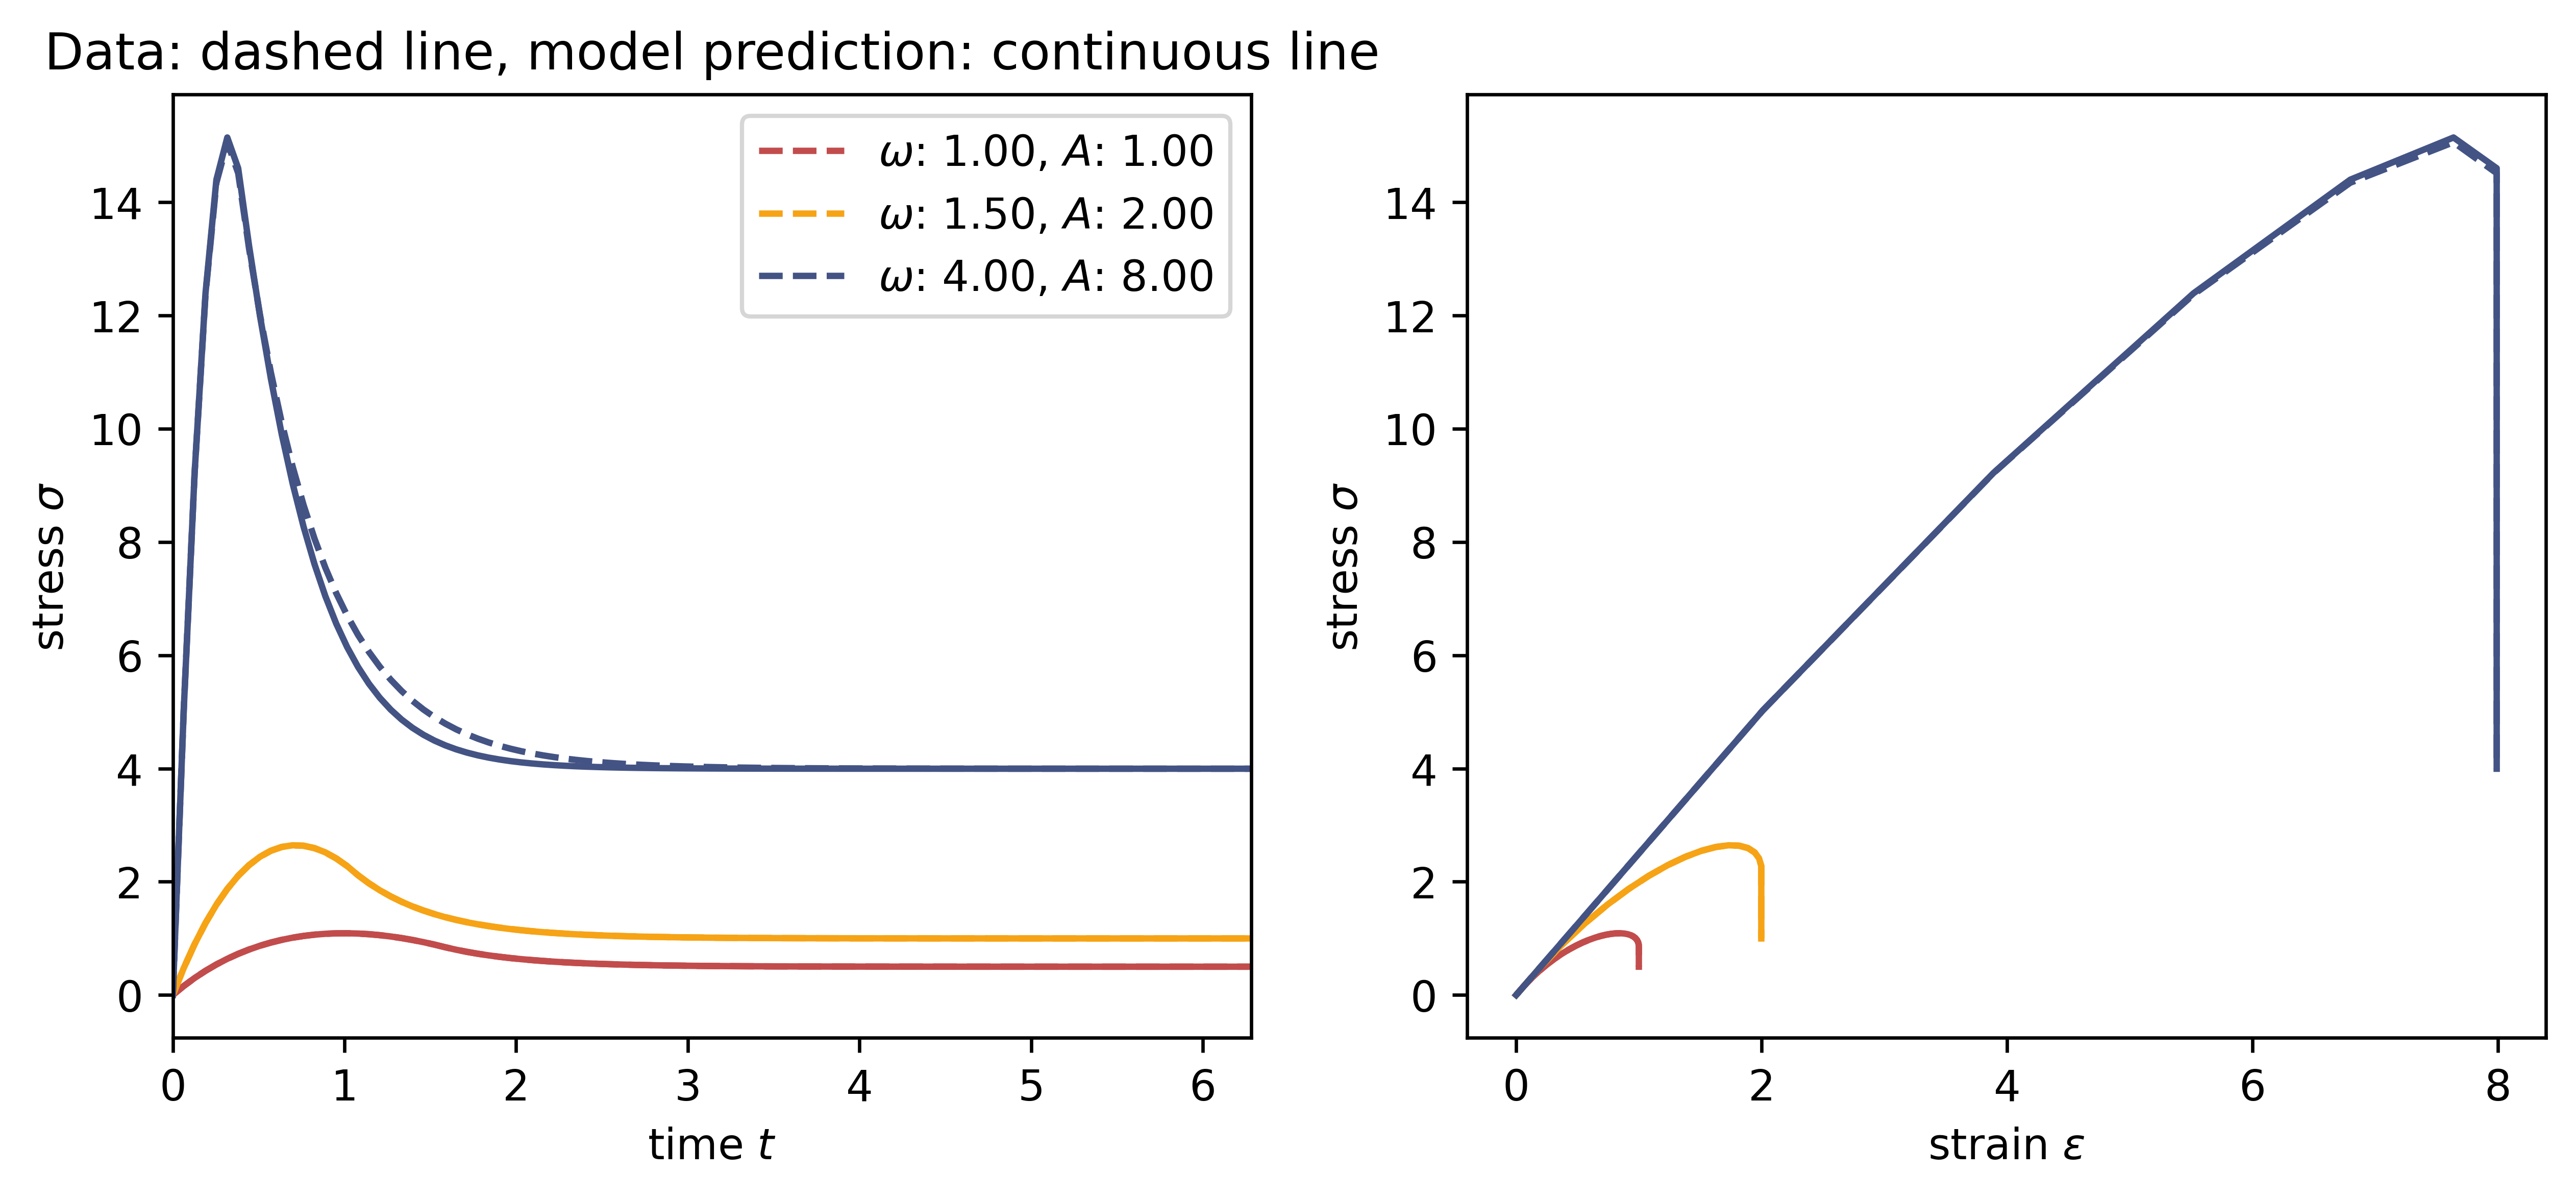 Data: dashed line, model prediction: continuous line
ω: 1.00, A: 1.00
ω: 1.50, A: 2.00
ω: 4.00, A: 8.00
stress σ
14
12
10
8
6
4
2
0
0 1 2 3 4 5 6
time t
stress σ
14
12
10
8
6
4
2
0
0 2 4 6 8
strain ε